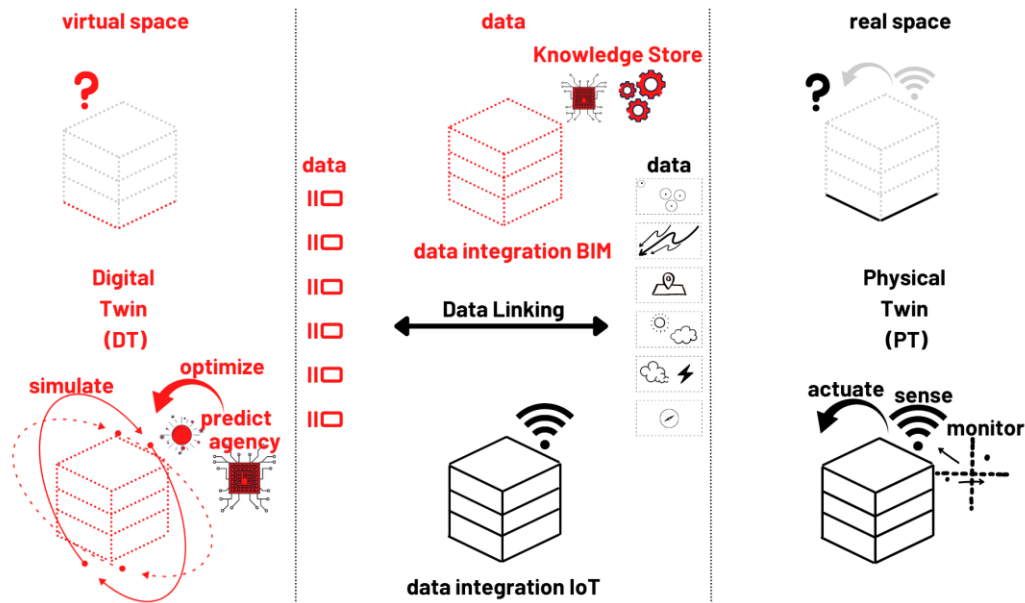 virtual space
data
real space
Knowledge Store
?
?
data
data
data integration BIM
Digital
Twin
(DT)
Data Linking
Physical
Twin
(PT)
optimize
simulate
predict
agency
actuate
sense
monitor
data integration IoT